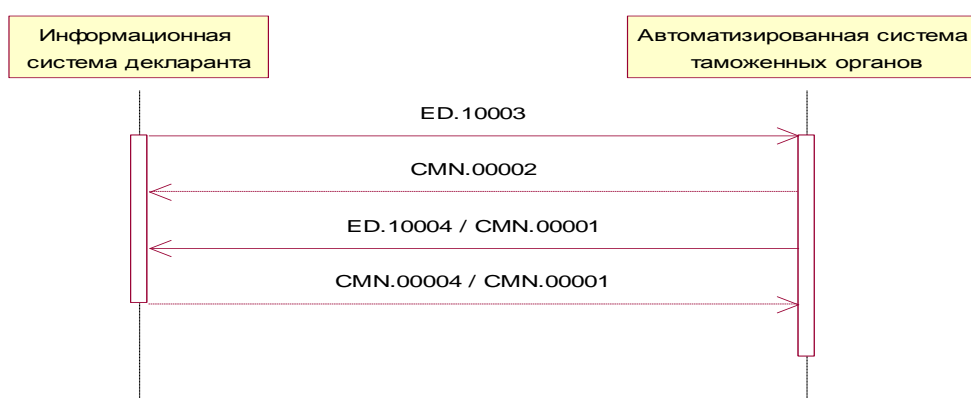 Информационная
система декларанта
Автоматизированная система
таможенных органов
ED.10003
CMN.00002
ED.10004 / CMN.00001
CMN.00004 / CMN.00001